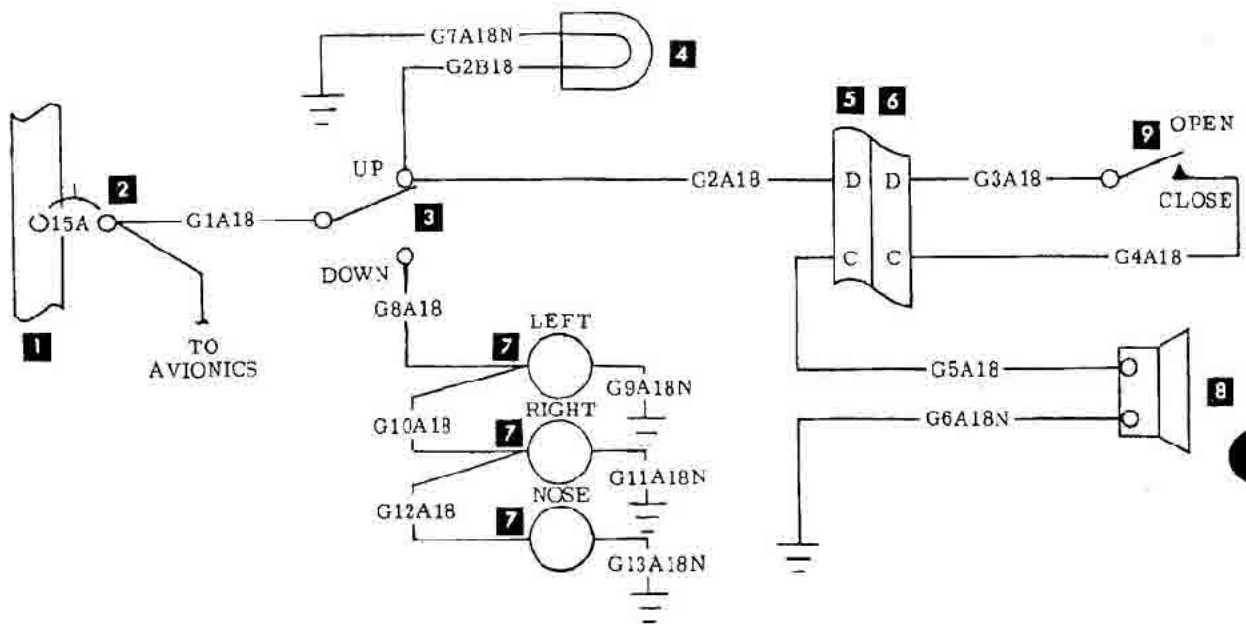 G7A18N
4
G2B18
5 6
9 OPEN
UP
2
G2A18
D D
G3A18
15A
G1A18
3
CLOSE
DOWN
C C
G4A18
G8A18
1
TO
AVIONICS
LEFT
7
G9A18N
G5A18
8
RIGHT
G10A18
7
G6A18N
G11A18N
NOSE
G12A18
7
G13A18N